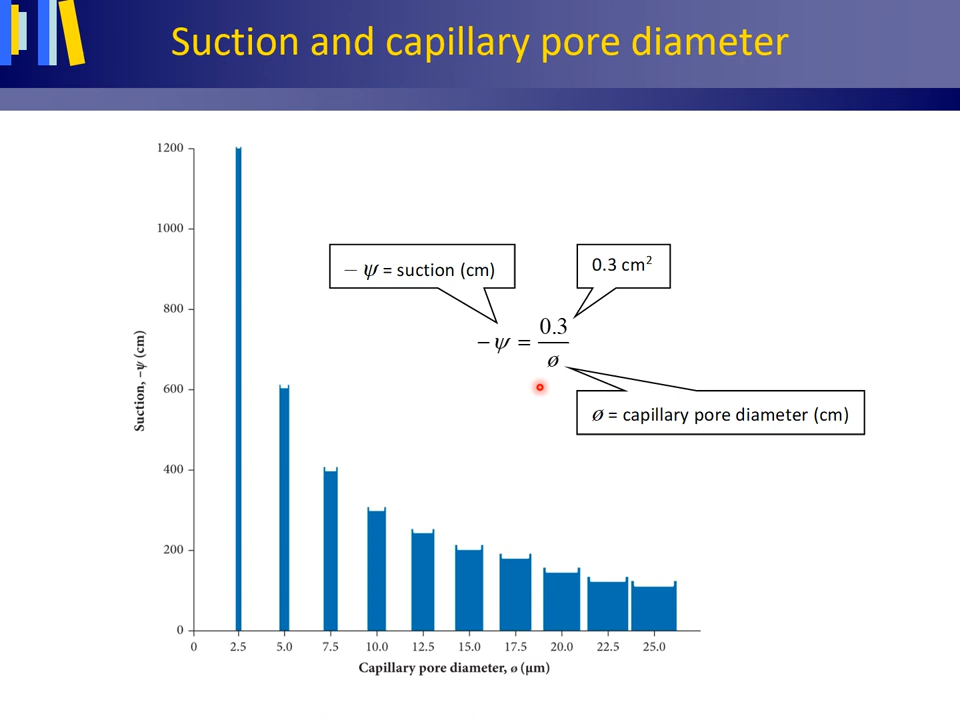 Suction and capillary pore diameter
1200
1000
800
600
400
200
0
Suction, −ψ (cm)
− ψ = suction (cm)
0.3 cm²
− ψ = 0.3 / ø
ø = capillary pore diameter (cm)
0 2.5 5.0 7.5 10.0 12.5 15.0 17.5 20.0 22.5 25.0
Capillary pore diameter, ø (μm)